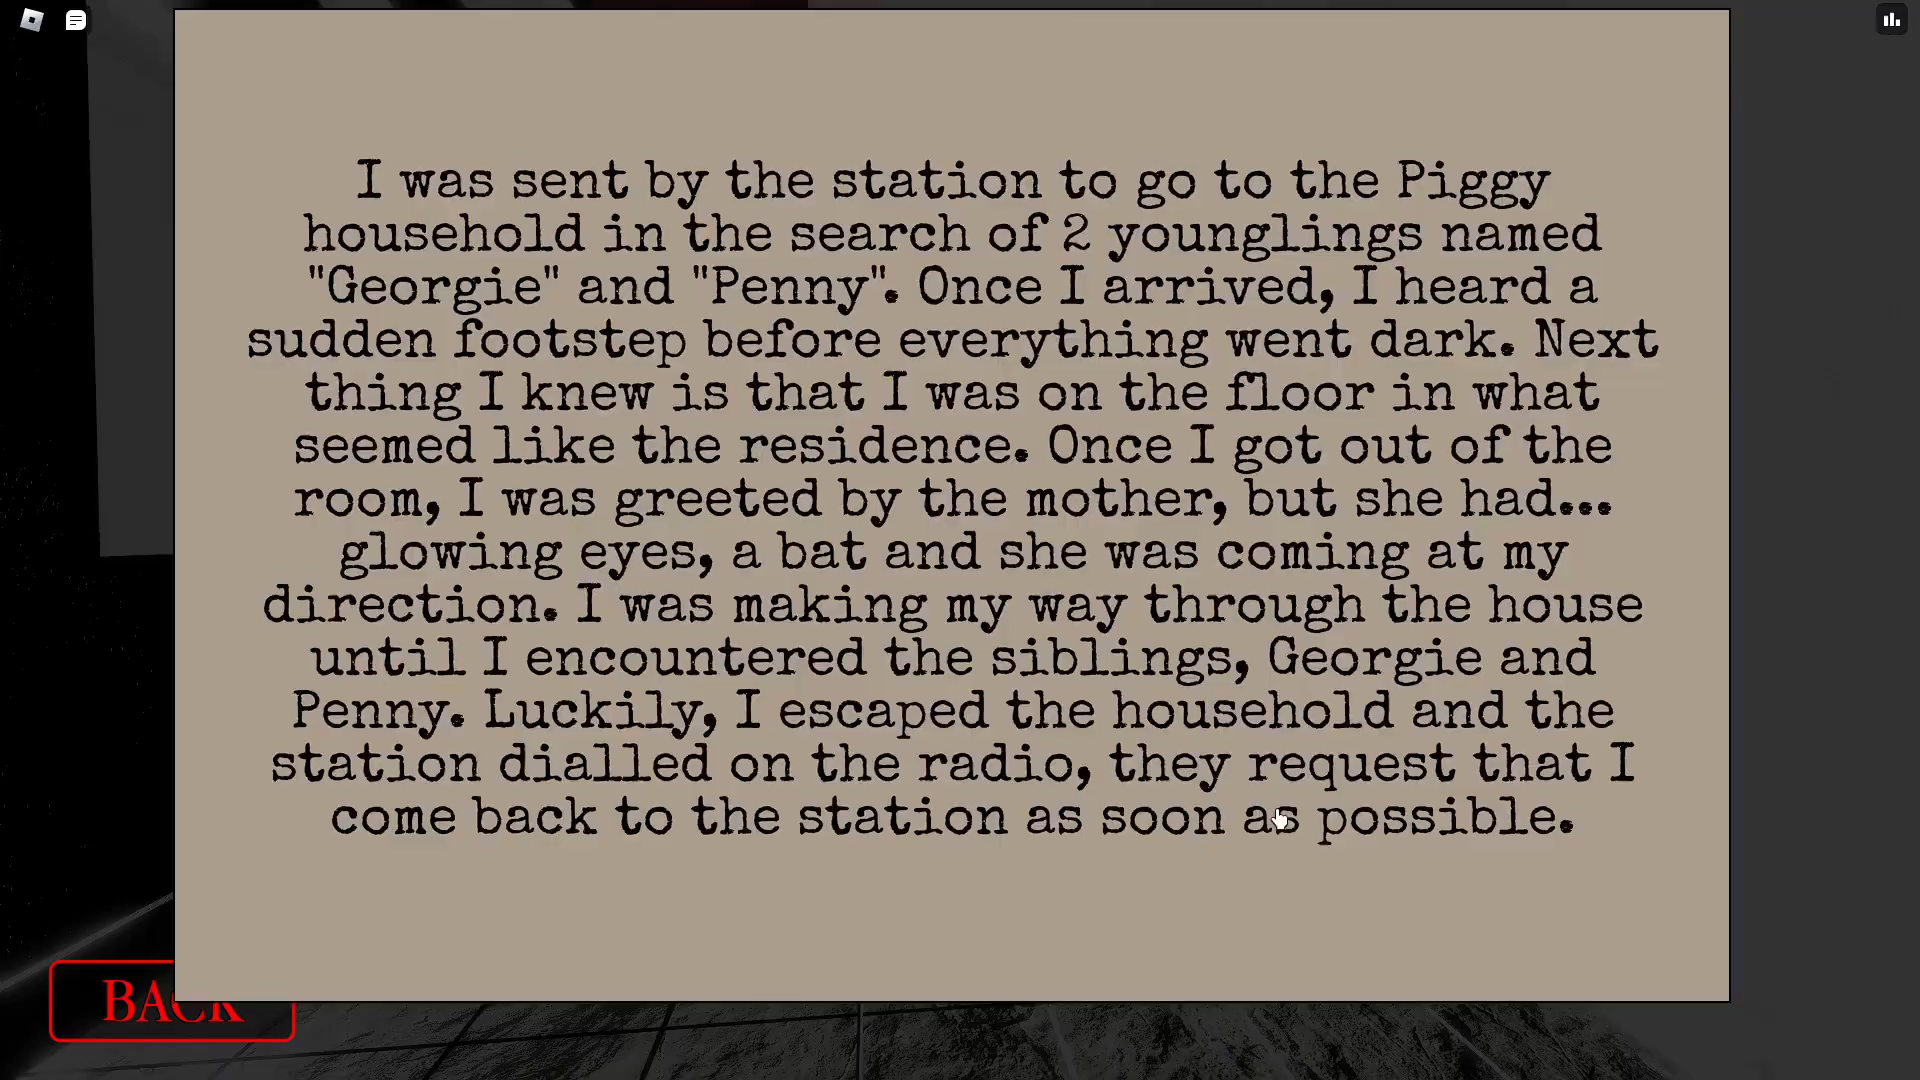 I was sent by the station to go to the Piggy
household in the search of 2 younglings named
"Georgie" and "Penny". Once I arrived, I heard a
sudden footstep before everything went dark. Next
thing I knew is that I was on the floor in what
seemed like the residence. Once I got out of the
room, I was greeted by the mother, but she had...
glowing eyes, a bat and she was coming at my
direction. I was making my way through the house
until I encountered the siblings, Georgie and
Penny. Luckily, I escaped the household and the
station dialled on the radio, they request that I
come back to the station as soon as possible.
BACK